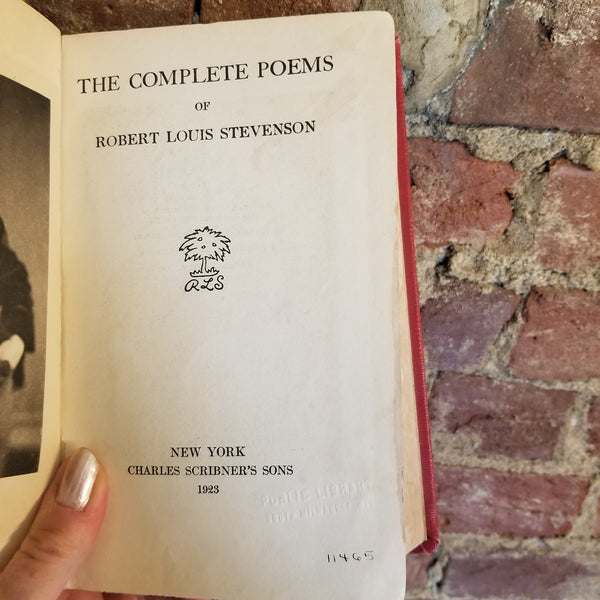 THE COMPLETE POEMS
OF
ROBERT LOUIS STEVENSON
RLS
NEW YORK
CHARLES SCRIBNER'S SONS
1923
PUBLIC LIBRARY
11465